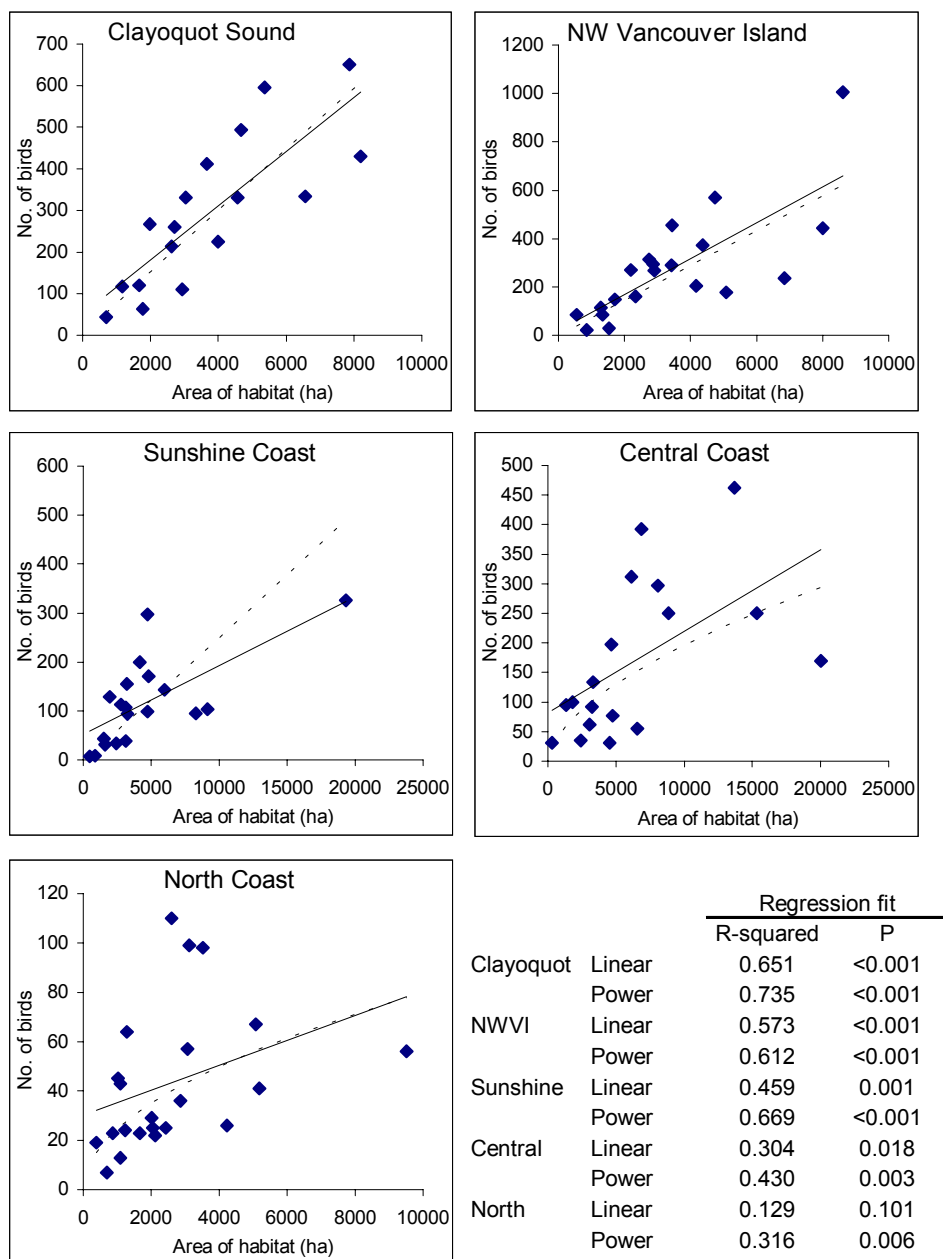 Clayoquot Sound
700
600
500
400
300
200
100
0
No. of birds
0 2000 4000 6000 8000 10000
Area of habitat (ha)
NW Vancouver Island
1200
1000
800
600
400
200
0
No. of birds
0 2000 4000 6000 8000 10000
Area of habitat (ha)
Sunshine Coast
600
500
400
300
200
100
0
No. of birds
0 5000 10000 15000 20000 25000
Area of habitat (ha)
Central Coast
500
450
400
350
300
250
200
150
100
50
0
No. of birds
0 5000 10000 15000 20000 25000
Area of habitat (ha)
North Coast
120
100
80
60
40
20
0
No. of birds
0 2000 4000 6000 8000 10000
Area of habitat (ha)
Regression fit
R-squared P
Clayoquot Linear 0.651 <0.001
Power 0.735 <0.001
NWVI Linear 0.573 <0.001
Power 0.612 <0.001
Sunshine Linear 0.459 0.001
Power 0.669 <0.001
Central Linear 0.304 0.018
Power 0.430 0.003
North Linear 0.129 0.101
Power 0.316 0.006